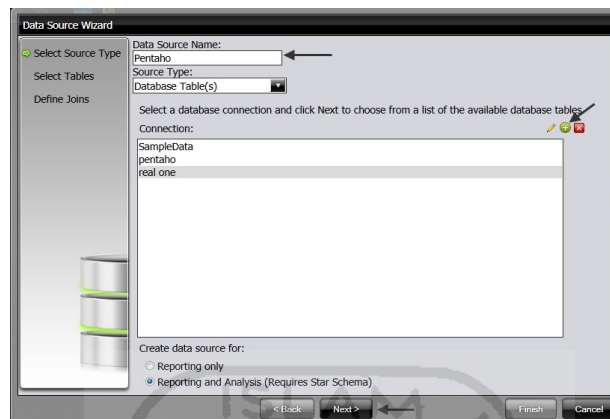 Data Source Wizard
Select Source Type
Select Tables
Define Joins
Data Source Name:
Pentaho
Source Type:
Database Table(s)
Select a database connection and click Next to choose from a list of the available database tables
Connection:
SampleData
pentaho
real one
Create data source for:
Reporting only
Reporting and Analysis (Requires Star Schema)
ISLAM
< Back Next > Finish Cancel